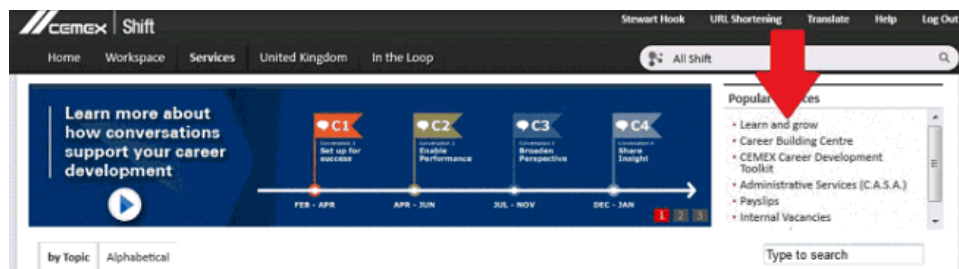 CEMEX Shift
Stewart Hook URL Shortening Translate Help Log Out
Home Workspace Services United Kingdom In the Loop
All Shift
Learn more about
how conversations
support your career
development
C1
Set up for
success
C2
Enable
Performance
C3
Broaden
Perspective
C4
Share
Insight
FEB - APR APR - JUN JUL - NOV DEC - JAN
1 2 3
Popular
Learn and grow
Career Building Centre
CEMEX Career Development
Toolkit
Administrative Services (C.A.S.A.)
Payslips
Internal Vacancies
by Topic Alphabetical
Type to search